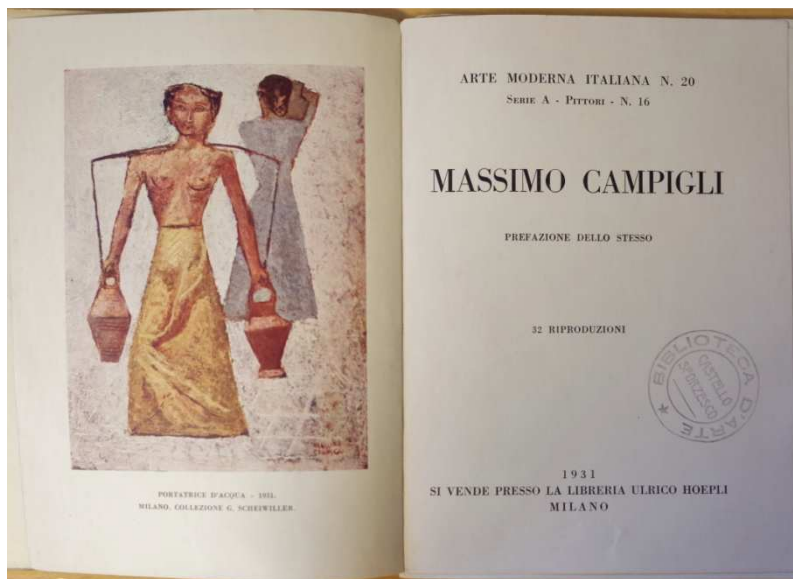 PORTATRICE D'ACQUA - 1931.
MILANO, COLLEZIONE G. SCHEIWILLER.
ARTE MODERNA ITALIANA N. 20
SERIE A - PITTORI - N. 16
MASSIMO CAMPIGLI
PREFAZIONE DELLO STESSO
32 RIPRODUZIONI
BIBLIOTECA D'ARTE
CASTELLO
SFORZESCO
1931
SI VENDE PRESSO LA LIBRERIA ULRICO HOEPLI
MILANO